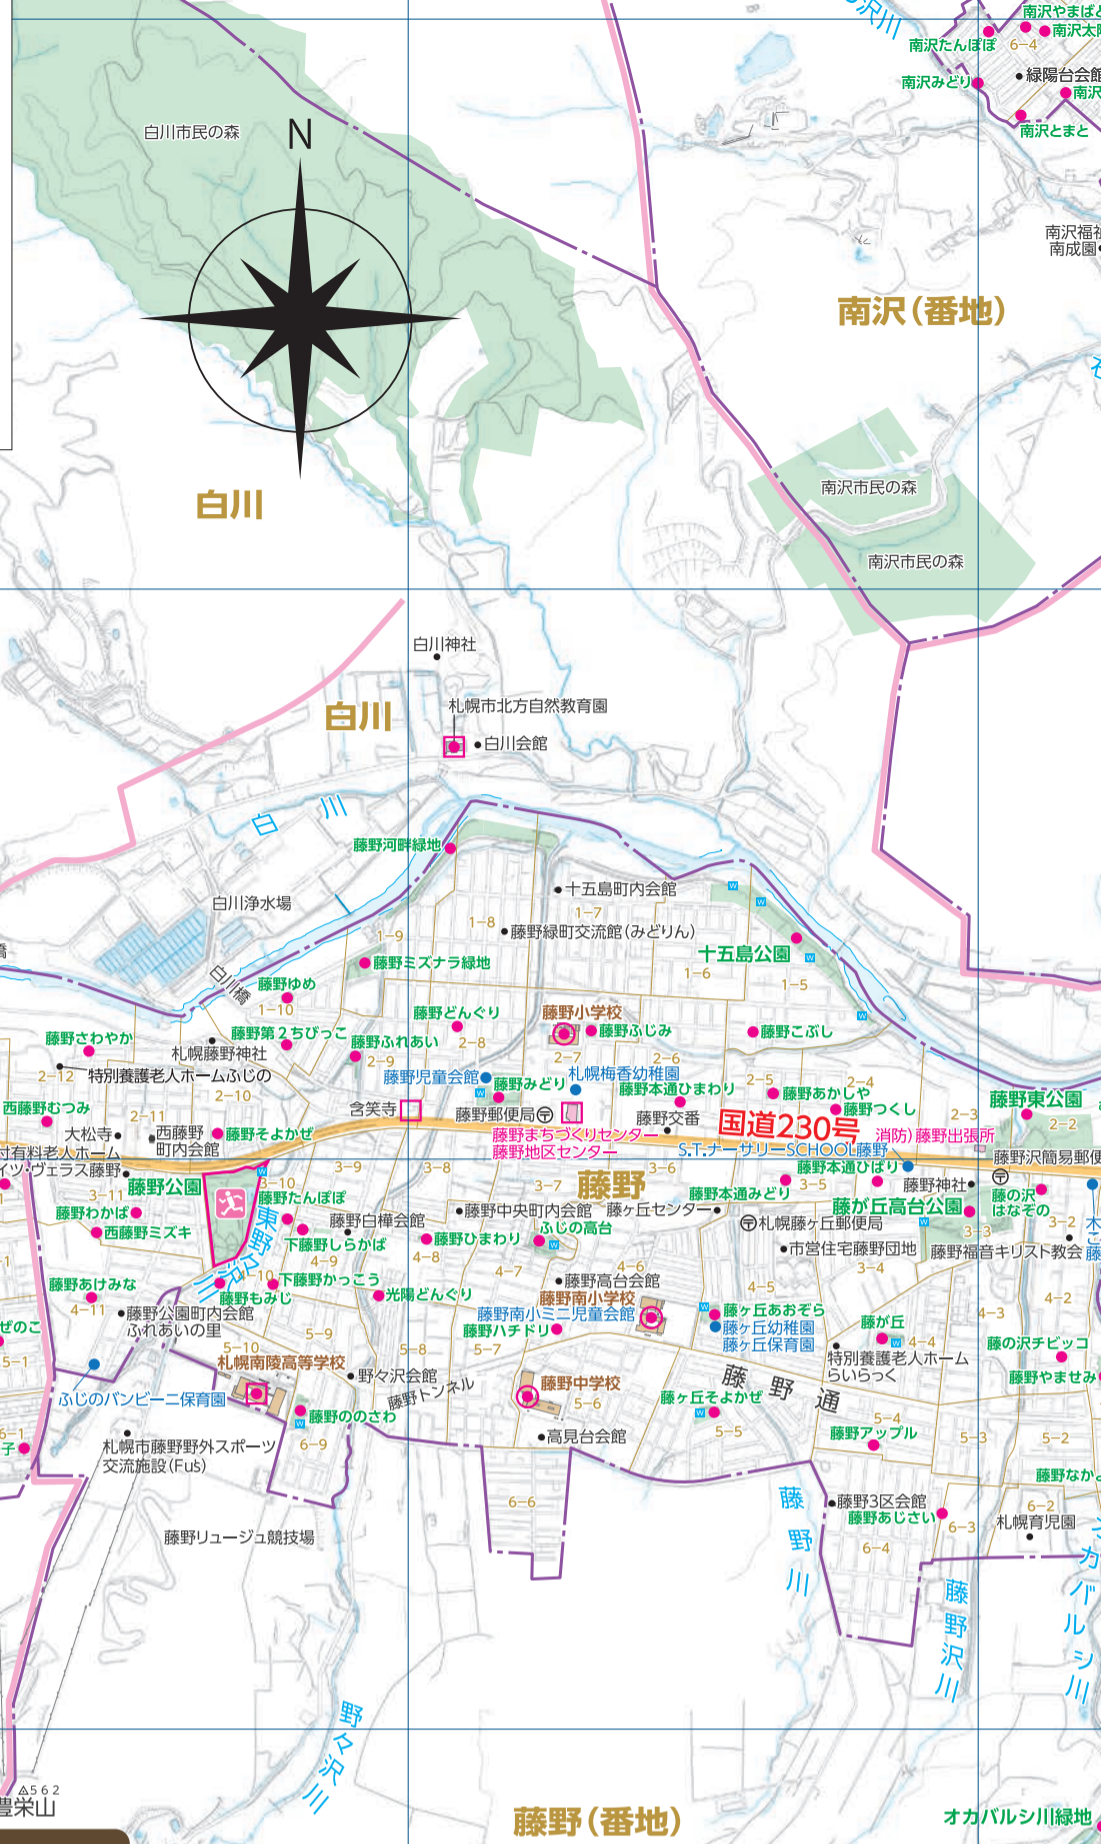 南沢やまばと
南沢たんぽぽ
6-4
緑陽台会館
南沢みどり
南沢とまと
白川市民の森
N
南沢福祉
南成園
南沢(番地)
白川
南沢市民の森
南沢市民の森
白川神社
札幌市北方自然教育園
白川
白川会館
白川
藤野河畔緑地
十五島町内会館
白川浄水場
1-7
1-8
藤野緑町交流館(みどりん)
1-9
十五島公園
藤野ミズナラ緑地
1-6
白川橋
藤野ゆめ
1-5
1-10
藤野どんぐり
藤野小学校
藤野さわやか
藤野第2ちびっこ
藤野ふじみ
藤野こぶし
札幌藤野神社
藤野ふれあい
2-8
2-9
2-7
2-6
2-12
特別養護老人ホームふじの
藤野児童会館
札幌梅香幼稚園
2-5
2-4
2-10
藤野みどり
藤野本通ひまわり
藤野あかしや
藤野東公園
西藤野むつみ
含笑寺
藤野郵便局
藤野交番
藤野つくし
2-3
2-11
2-2
大松寺
西藤野
町内会館
藤野そよかぜ
藤野まちづくりセンター
藤野地区センター
国道230号
消防)藤野出張所
付有料老人ホーム
イツ・ヴェラス藤野
S.T.ナーサリーSCHOOL藤野
藤野沢簡易郵便
3-9
3-8
3-6
藤野本通ひばり
3-11
藤野公園
3-10
3-7
藤野
藤野本通みどり
3-5
藤野神社
藤の沢
はなぞの
藤野わかば
藤野たんぽぽ
藤野中央町内会館
藤ヶ丘センター
藤が丘高台公園
西藤野ミズキ
藤野白樺会館
ふじの高台
札幌藤ヶ丘郵便局
3-2
東野々沢川
下藤野しらかば
藤野ひまわり
市営住宅藤野団地
3-3
藤野福音キリスト教会
4-9
4-8
4-7
4-6
3-4
藤野あけみな
下藤野かっこう
藤野高台会館
4-5
4-2
4-11
藤野もみじ
光陽どんぐり
藤野南小学校
藤野公園町内会館
ふれあいの里
藤野南小ミニ児童会館
藤ヶ丘あおぞら
4-3
藤野ハチドリ
藤ヶ丘幼稚園
藤ヶ丘保育園
藤が丘
5-9
5-10
5-8
5-7
4-4
藤の沢チビッコ
札幌南陵高等学校
野々沢会館
特別養護老人ホーム
らいらっく
藤野やませみ
ふじのバンビーニ保育園
藤野トンネル
藤野中学校
藤野通
5-6
藤野ののさわ
藤ヶ丘そよかぜ
5-4
札幌市藤野野外スポーツ
交流施設(Fus)
6-9
高見台会館
5-5
藤野アップル
5-3
5-2
6-6
藤野川
藤野3区会館
藤野なか
6-2
藤野あじさい
6-3
札幌育児園
藤野リュージュ競技場
6-4
藤野沢川
オカバルシ川
野々沢川
562
豊栄山
藤野(番地)
オカバルシ川緑地